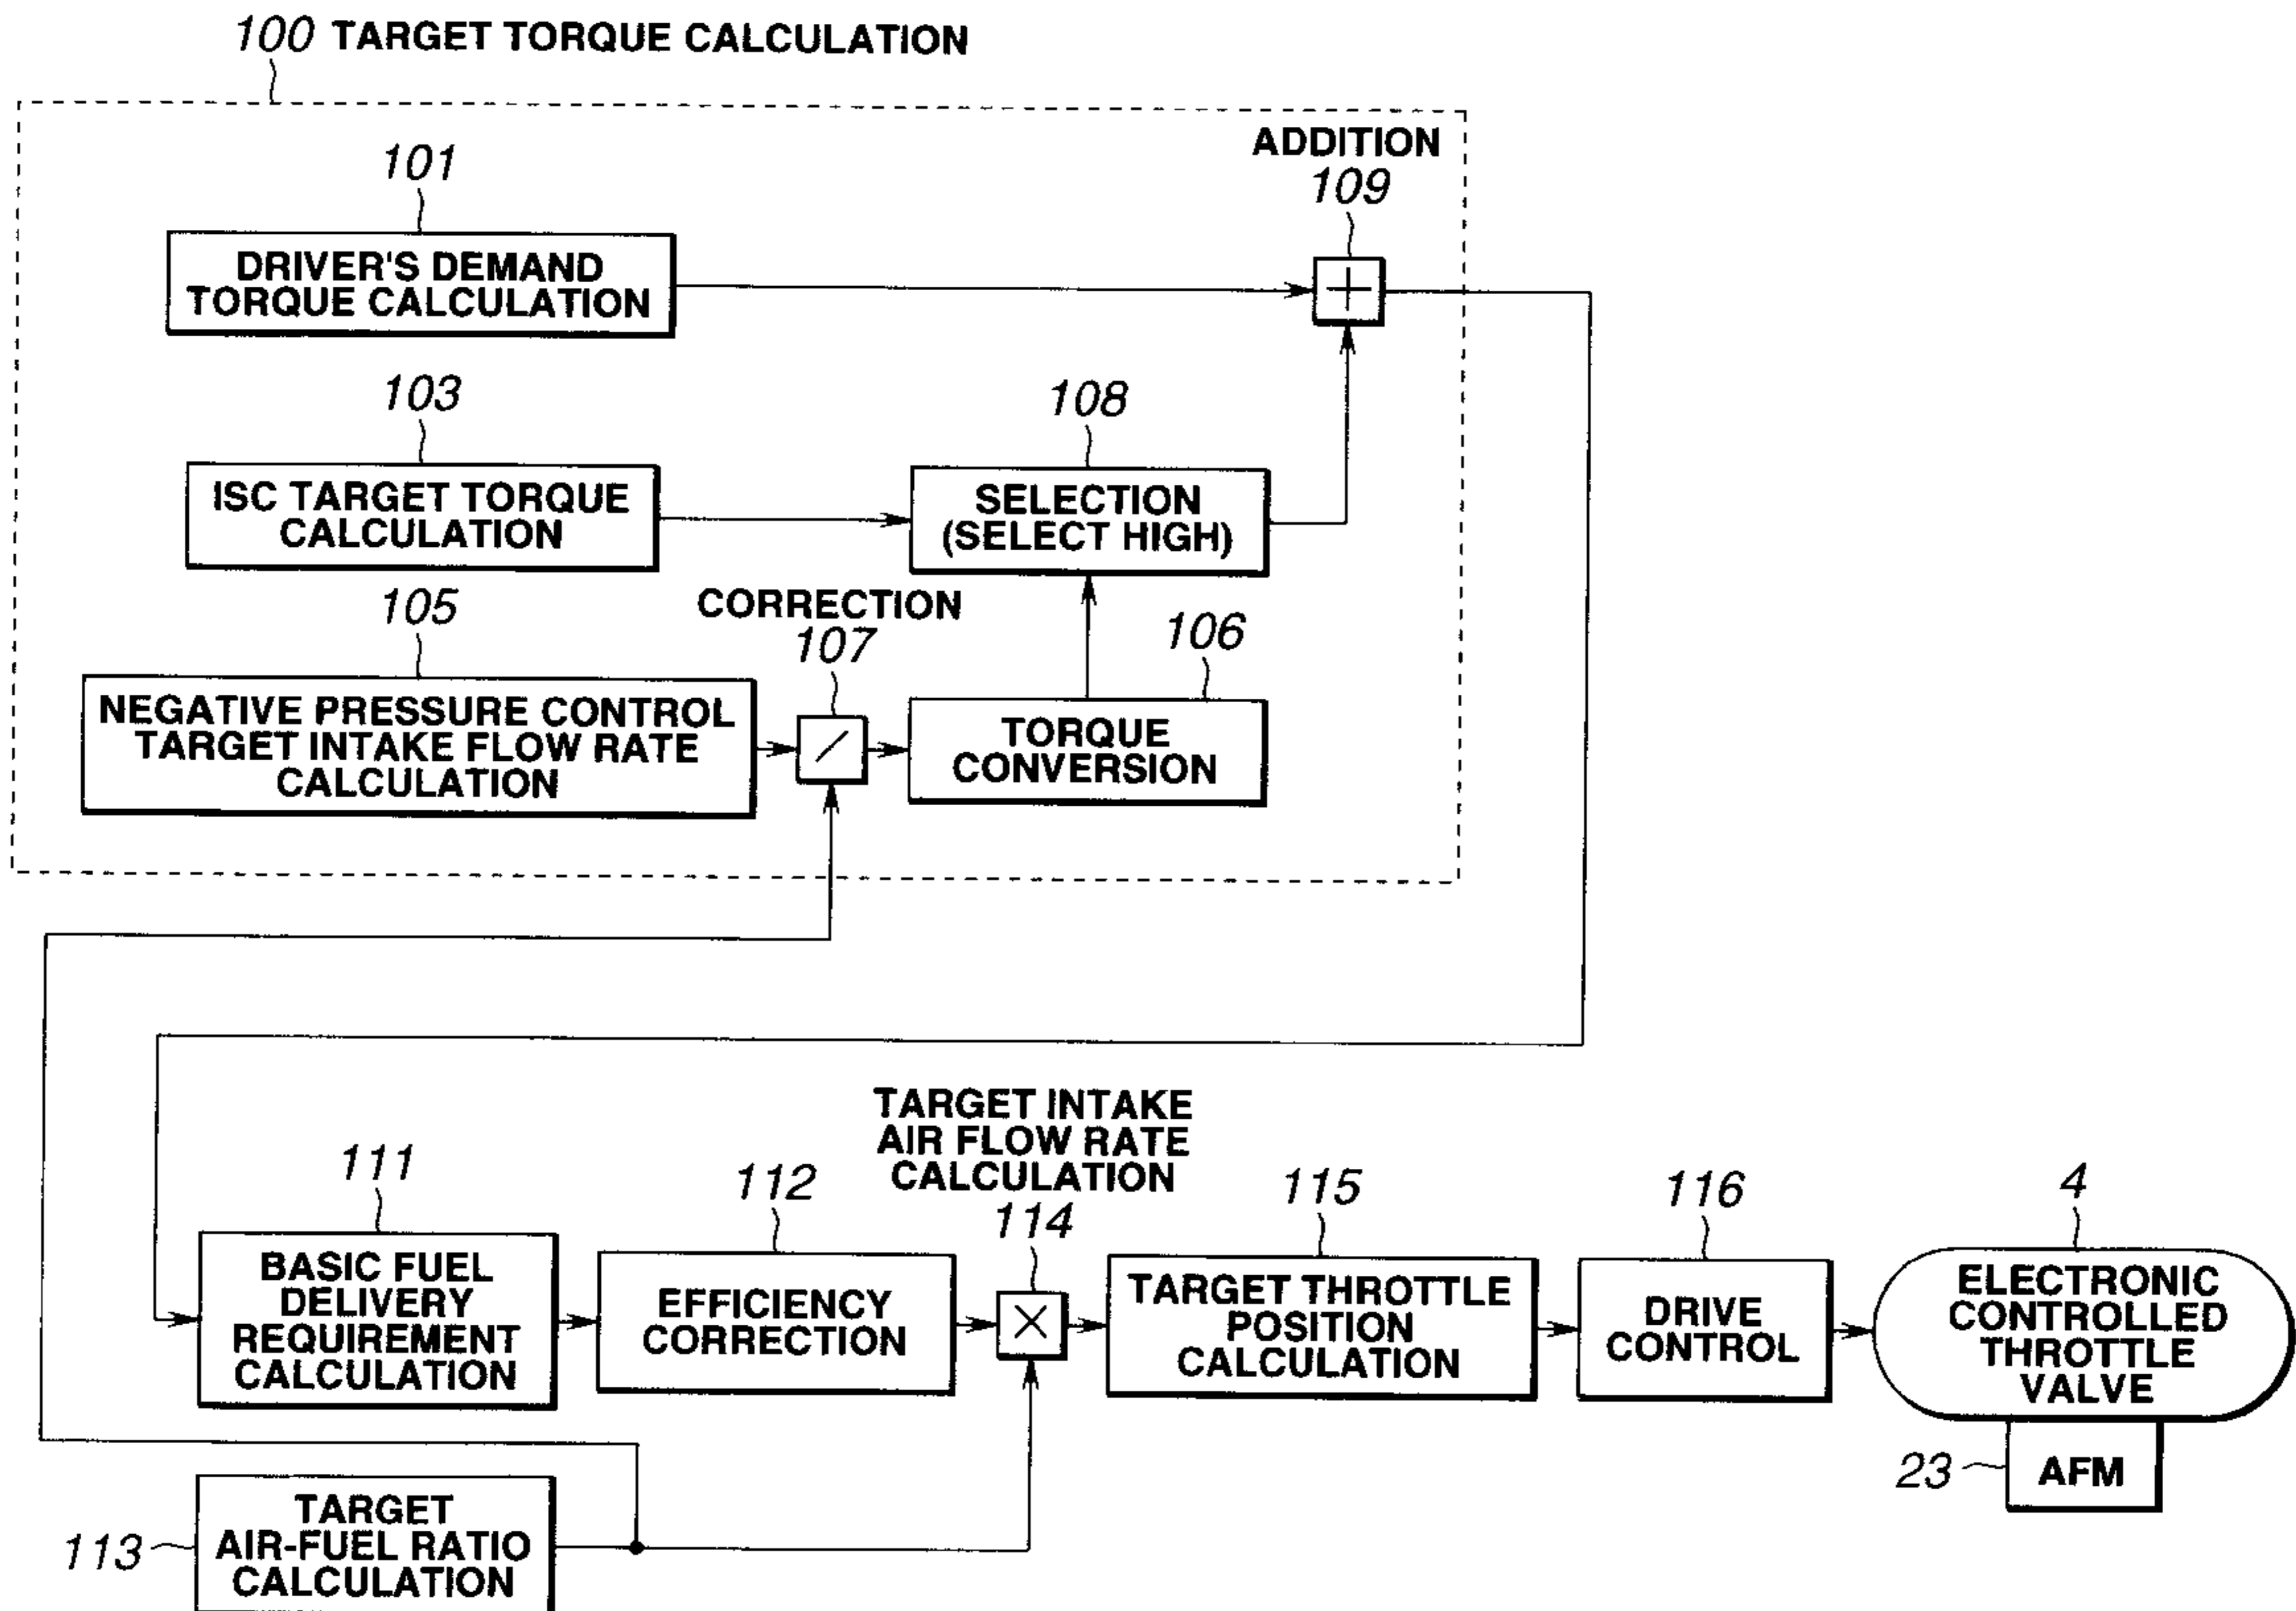 100 TARGET TORQUE CALCULATION
ADDITION
109
101
DRIVER'S DEMAND
TORQUE CALCULATION
+
103
ISC TARGET TORQUE
CALCULATION
108
SELECTION
(SELECT HIGH)
105
NEGATIVE PRESSURE CONTROL
TARGET INTAKE FLOW RATE
CALCULATION
CORRECTION
107
/
106
TORQUE
CONVERSION
111
BASIC FUEL
DELIVERY
REQUIREMENT
CALCULATION
112
EFFICIENCY
CORRECTION
TARGET INTAKE
AIR FLOW RATE
CALCULATION
114
×
115
TARGET THROTTLE
POSITION
CALCULATION
116
DRIVE
CONTROL
4
ELECTRONIC
CONTROLLED
THROTTLE
VALVE
23
AFM
113
TARGET
AIR-FUEL RATIO
CALCULATION